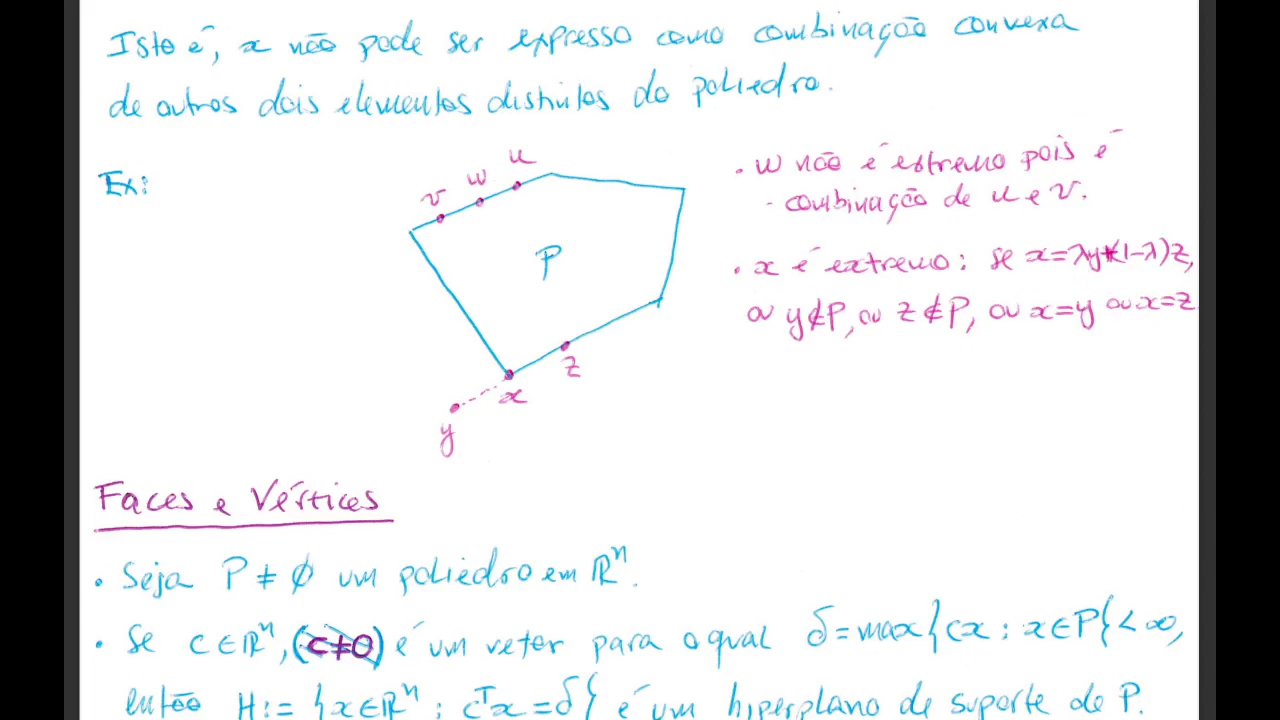 Isto é, x não pode ser expresso como combinação convexa
de outros dois elementos distintos do poliedro.
Ex:
v w u
P
x z
y
• w não é estremo pois é
- combinação de u e v.
• x é extremo: se x=λy+(1-λ)z,
ou y∉P, ou z∉P, ou x=y ou x=z
Faces e Vértices
• Seja P ≠ ∅ um poliedro em ℝⁿ.
• Se c∈ℝⁿ, (c≠0) é um vetor para o qual δ=max{cx : x∈P}<∞,
então H:= {x∈ℝⁿ : cᵀx=δ} é um hiperplano de suporte de P.